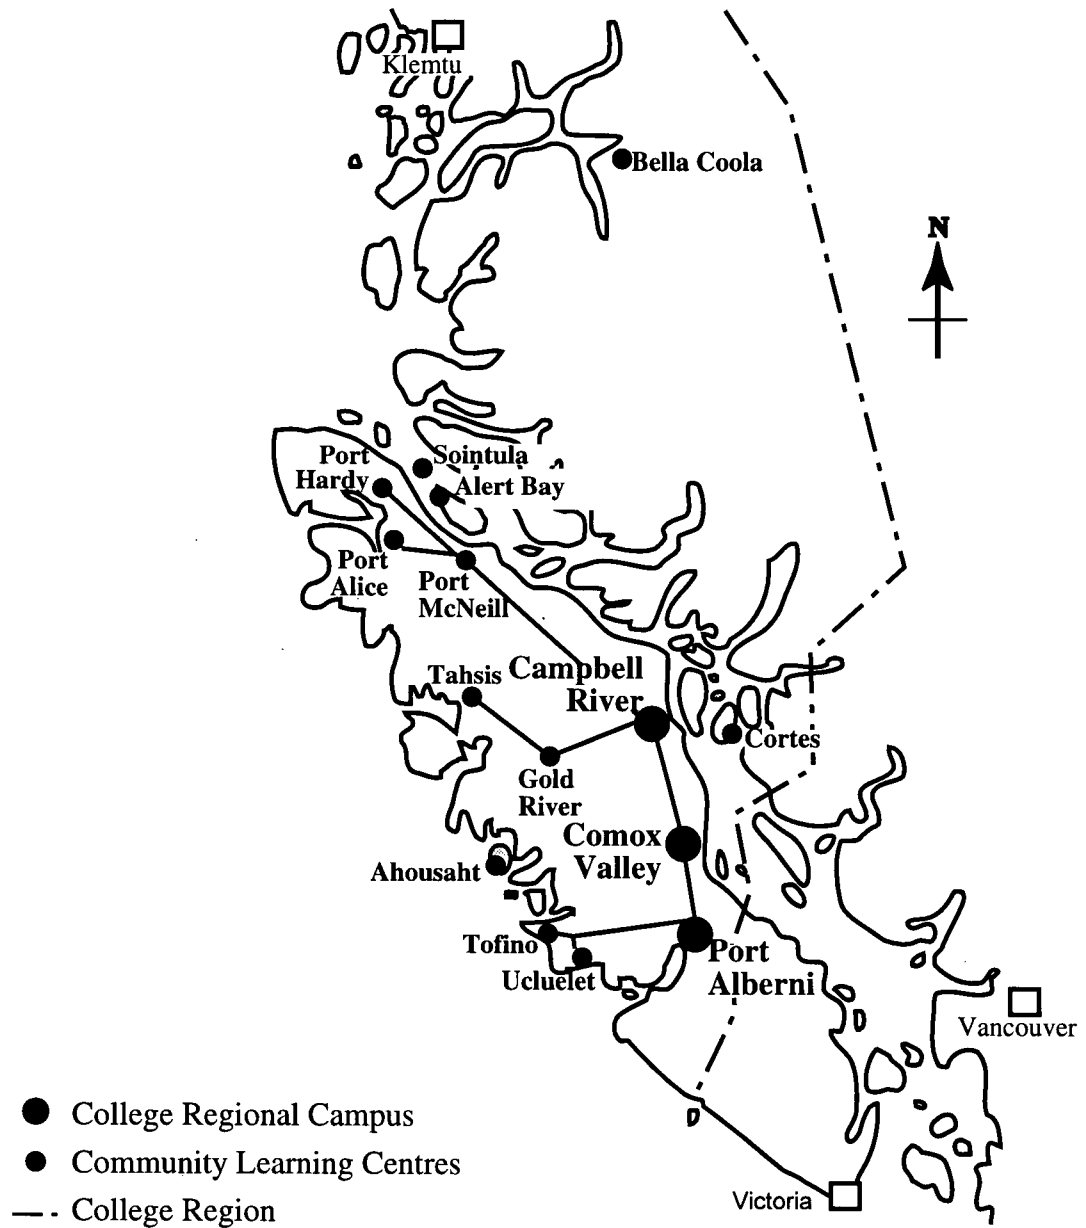 Klemtu
Bella Coola
N
Port
Hardy
Sointula
Alert Bay
Port
Alice
Port
McNeill
Campbell
River
Tahsis
Cortes
Gold
River
Comox
Valley
Ahousaht
Tofino
Ucluelet
Port
Alberni
Vancouver
College Regional Campus
Community Learning Centres
College Region
Victoria